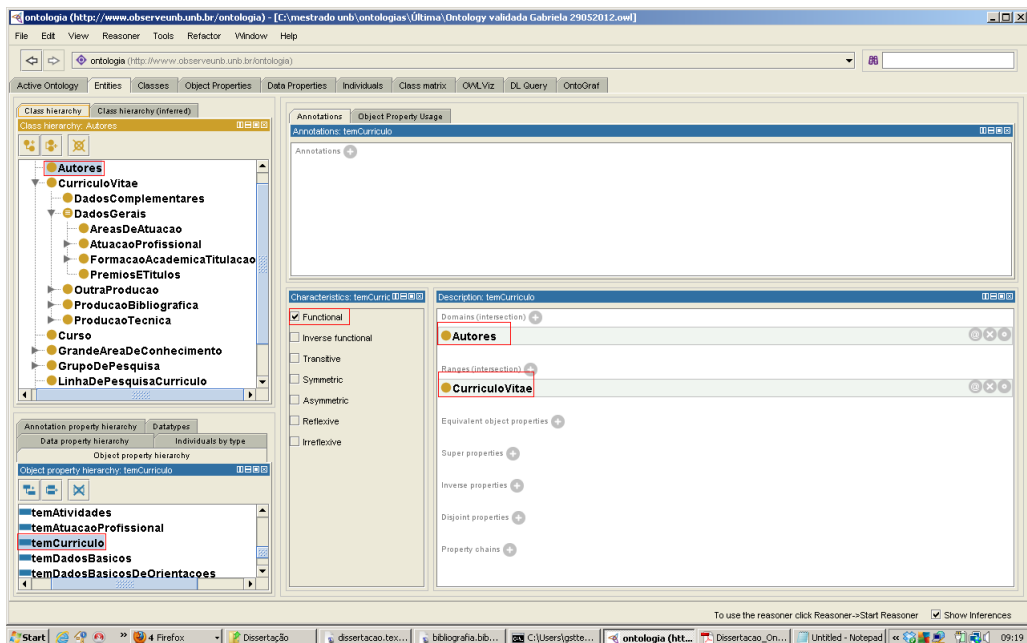 ontologia (http://www.observeunb.unb.br/ontologia) - [C:\mestrado unb\ontologias\Última\Ontology validada Gabriela 29052012.owl]
File Edit View Reasoner Tools Refactor Window Help
ontologia (http://www.observeunb.unb.br/ontologia)
Active Ontology Entities Classes Object Properties Data Properties Individuals Class matrix OWLViz DL Query OntoGraf
Class hierarchy Class hierarchy (inferred)
Class hierarchy: Autores
Autores
CurriculoVitae
DadosComplementares
DadosGerais
AreasDeAtuacao
AtuacaoProfissional
FormacaoAcademicaTitulacao
PremiosETitulos
OutraProducao
ProducaoBibliografica
ProducaoTecnica
Curso
GrandeAreaDeConhecimento
GrupoDePesquisa
LinhaDePesquisaCurriculo
Annotation property hierarchy Datatypes
Data property hierarchy Individuals by type
Object property hierarchy
Object property hierarchy: temCurriculo
temAtividades
temAtuacaoProfissional
temCurriculo
temDadosBasicos
temDadosBasicosDeOrientacoes
Annotations Object Property Usage
Annotations: temCurriculo
Annotations
Characteristics: temCurric
Functional
Inverse functional
Transitive
Symmetric
Asymmetric
Reflexive
Irreflexive
Description: temCurriculo
Domains (intersection)
Autores
Ranges (intersection)
CurriculoVitae
Equivalent object properties
Super properties
Inverse properties
Disjoint properties
Property chains
To use the reasoner click Reasoner->Start Reasoner Show Inferences
Start » 4 Firefox Dissertação dissertacao.tex... bibliografia.bib... C:\Users\gstte... ontologia (htt... Dissertacao_On... Untitled - Notepad « 09:19